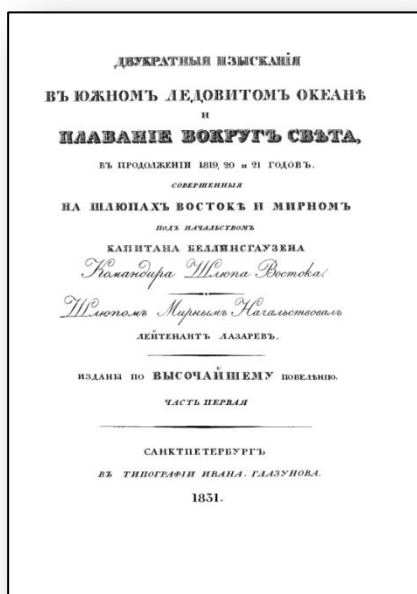 ДВУКРАТНЫЯ ИЗЫСКАНІЯ
ВЪ ЮЖНОМЪ ЛЕДОВИТОМЪ ОКЕАНѢ
И
ПЛАВАНІЕ ВОКРУГЪ СВѢТА,
ВЪ ПРОДОЛЖЕНІИ 1819, 20 и 21 ГОДОВЪ.
СОВЕРШЕННЫЯ
НА ШЛЮПАХЪ ВОСТОКѢ И МИРНОМЪ
ПОДЪ НАЧАЛЬСТВОМЪ
КАПИТАНА БЕЛЛИНСГАУЗЕНА
Командира Шлюпа Востока.
Шлюпомъ Мирнымъ Начальствовалъ
ЛЕЙТЕНАНТЪ ЛАЗАРЕВЪ.
ИЗДАНЫ ПО ВЫСОЧАЙШЕМУ ПОВЕЛѢНІЮ.
ЧАСТЬ ПЕРВАЯ
САНКТПЕТЕРБУРГЪ
ВЪ ТИПОГРАФІИ ИВАНА. ГЛАЗУНОВА.
1831.